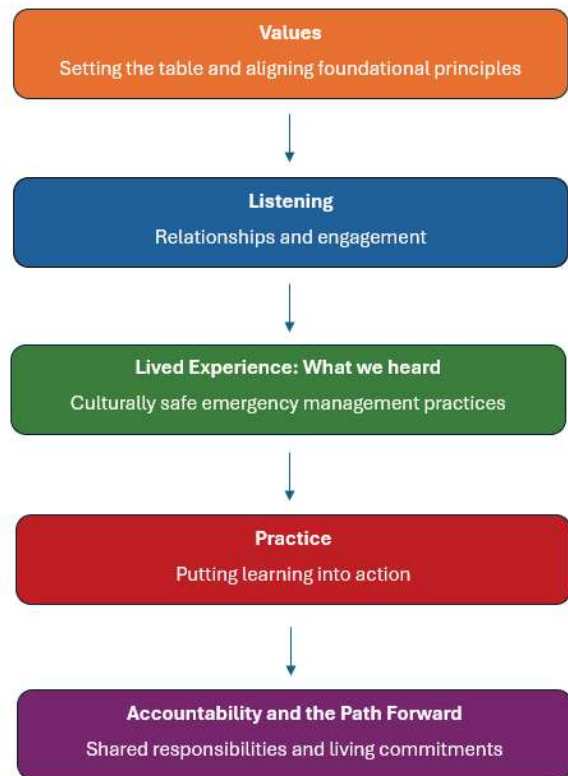 Values
Setting the table and aligning foundational principles
Listening
Relationships and engagement
Lived Experience: What we heard
Culturally safe emergency management practices
Practice
Putting learning into action
Accountability and the Path Forward
Shared responsibilities and living commitments